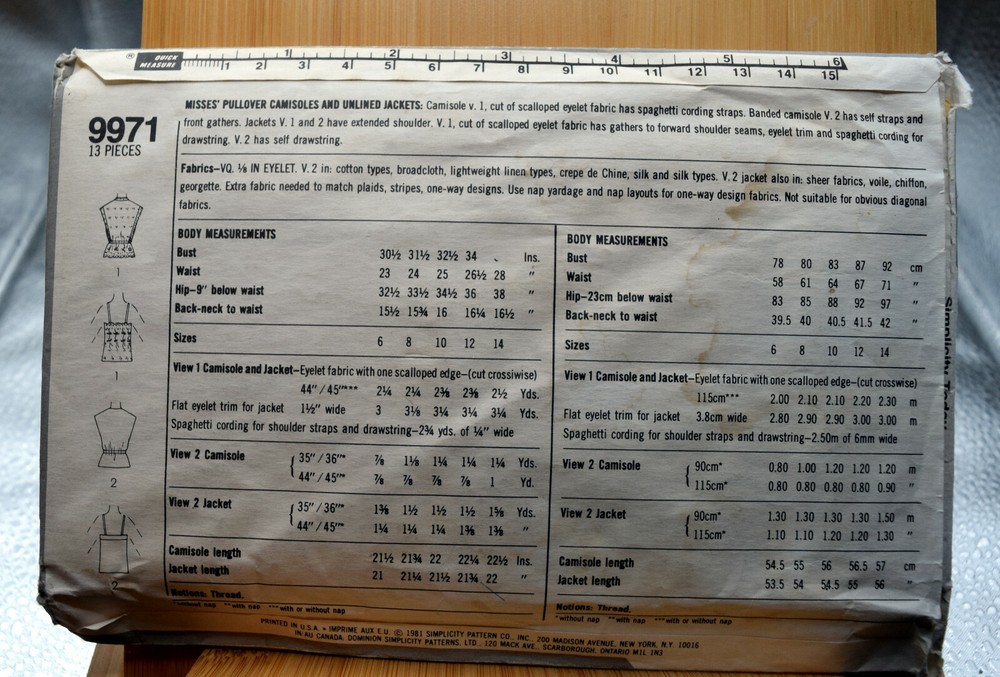 ® QUICK MEASURE
1 2 3 4 5 6
1 2 3 4 5 6 7 8 9 10 11 12 13 14 15
9971
13 PIECES
MISSES' PULLOVER CAMISOLES AND UNLINED JACKETS: Camisole v. 1, cut of scalloped eyelet fabric has spaghetti cording straps. Banded camisole V. 2 has self straps and
front gathers. Jackets V. 1 and 2 have extended shoulder. V. 1, cut of scalloped eyelet fabric has gathers to forward shoulder seams, eyelet trim and spaghetti cording for
drawstring. V. 2 has self drawstring.
Fabrics—VQ. ⅛ IN EYELET. V. 2 in: cotton types, broadcloth, lightweight linen types, crepe de Chine, silk and silk types. V. 2 jacket also in: sheer fabrics, voile, chiffon,
georgette. Extra fabric needed to match plaids, stripes, one-way designs. Use nap yardage and nap layouts for one-way design fabrics. Not suitable for obvious diagonal
fabrics.
1
1
2
2
BODY MEASUREMENTS
Bust 30½ 31½ 32½ 34 Ins.
Waist 23 24 25 26½ 28 "
Hip—9" below waist 32½ 33½ 34½ 36 38 "
Back-neck to waist 15½ 15¾ 16 16¼ 16½ "
Sizes 6 8 10 12 14
View 1 Camisole and Jacket—Eyelet fabric with one scalloped edge—(cut crosswise)
44"/45"*** 2¼ 2¼ 2⅜ 2⅜ 2½ Yds.
Flat eyelet trim for jacket 1½" wide 3 3⅛ 3¼ 3¼ 3¼ Yds.
Spaghetti cording for shoulder straps and drawstring—2¾ yds. of ¼" wide
View 2 Camisole { 35"/36"* ⅞ 1⅛ 1¼ 1¼ 1¼ Yds.
44"/45"* ⅞ ⅞ ⅞ ⅞ 1 Yd.
View 2 Jacket { 35"/36"* 1⅜ 1½ 1½ 1½ 1⅝ Yds.
44"/45"* 1¼ 1¼ 1¼ 1⅜ 1⅜ "
Camisole length 21½ 21¾ 22 22¼ 22½ Ins.
Jacket length 21 21¼ 21½ 21¾ 22 "
Notions: Thread.
*without nap **with nap ***with or without nap
BODY MEASUREMENTS
Bust 78 80 83 87 92 cm
Waist 58 61 64 67 71 "
Hip—23cm below waist 83 85 88 92 97 "
Back-neck to waist 39.5 40 40.5 41.5 42 "
Sizes 6 8 10 12 14
View 1 Camisole and Jacket—Eyelet fabric with one scalloped edge—(cut crosswise)
115cm*** 2.00 2.10 2.10 2.20 2.30 m
Flat eyelet trim for jacket 3.8cm wide 2.80 2.90 2.90 3.00 3.00 m
Spaghetti cording for shoulder straps and drawstring—2.50m of 6mm wide
View 2 Camisole { 90cm* 0.80 1.00 1.20 1.20 1.20 m
115cm* 0.80 0.80 0.80 0.80 0.90 "
View 2 Jacket { 90cm* 1.30 1.30 1.30 1.30 1.50 m
115cm* 1.10 1.10 1.20 1.20 1.30 "
Camisole length 54.5 55 56 56.5 57 cm
Jacket length 53.5 54 54.5 55 56 "
Notions: Thread.
*without nap **with nap ***with or without nap
PRINTED IN U.S.A. • IMPRIME AUX E.U. © 1981 SIMPLICITY PATTERN CO., INC., 200 MADISON AVENUE, NEW YORK, N.Y. 10016
IN/AU CANADA: DOMINION SIMPLICITY PATTERNS, LTD. 120 MACK AVE., SCARBOROUGH, ONTARIO M1L 1N3
Simplicity Today